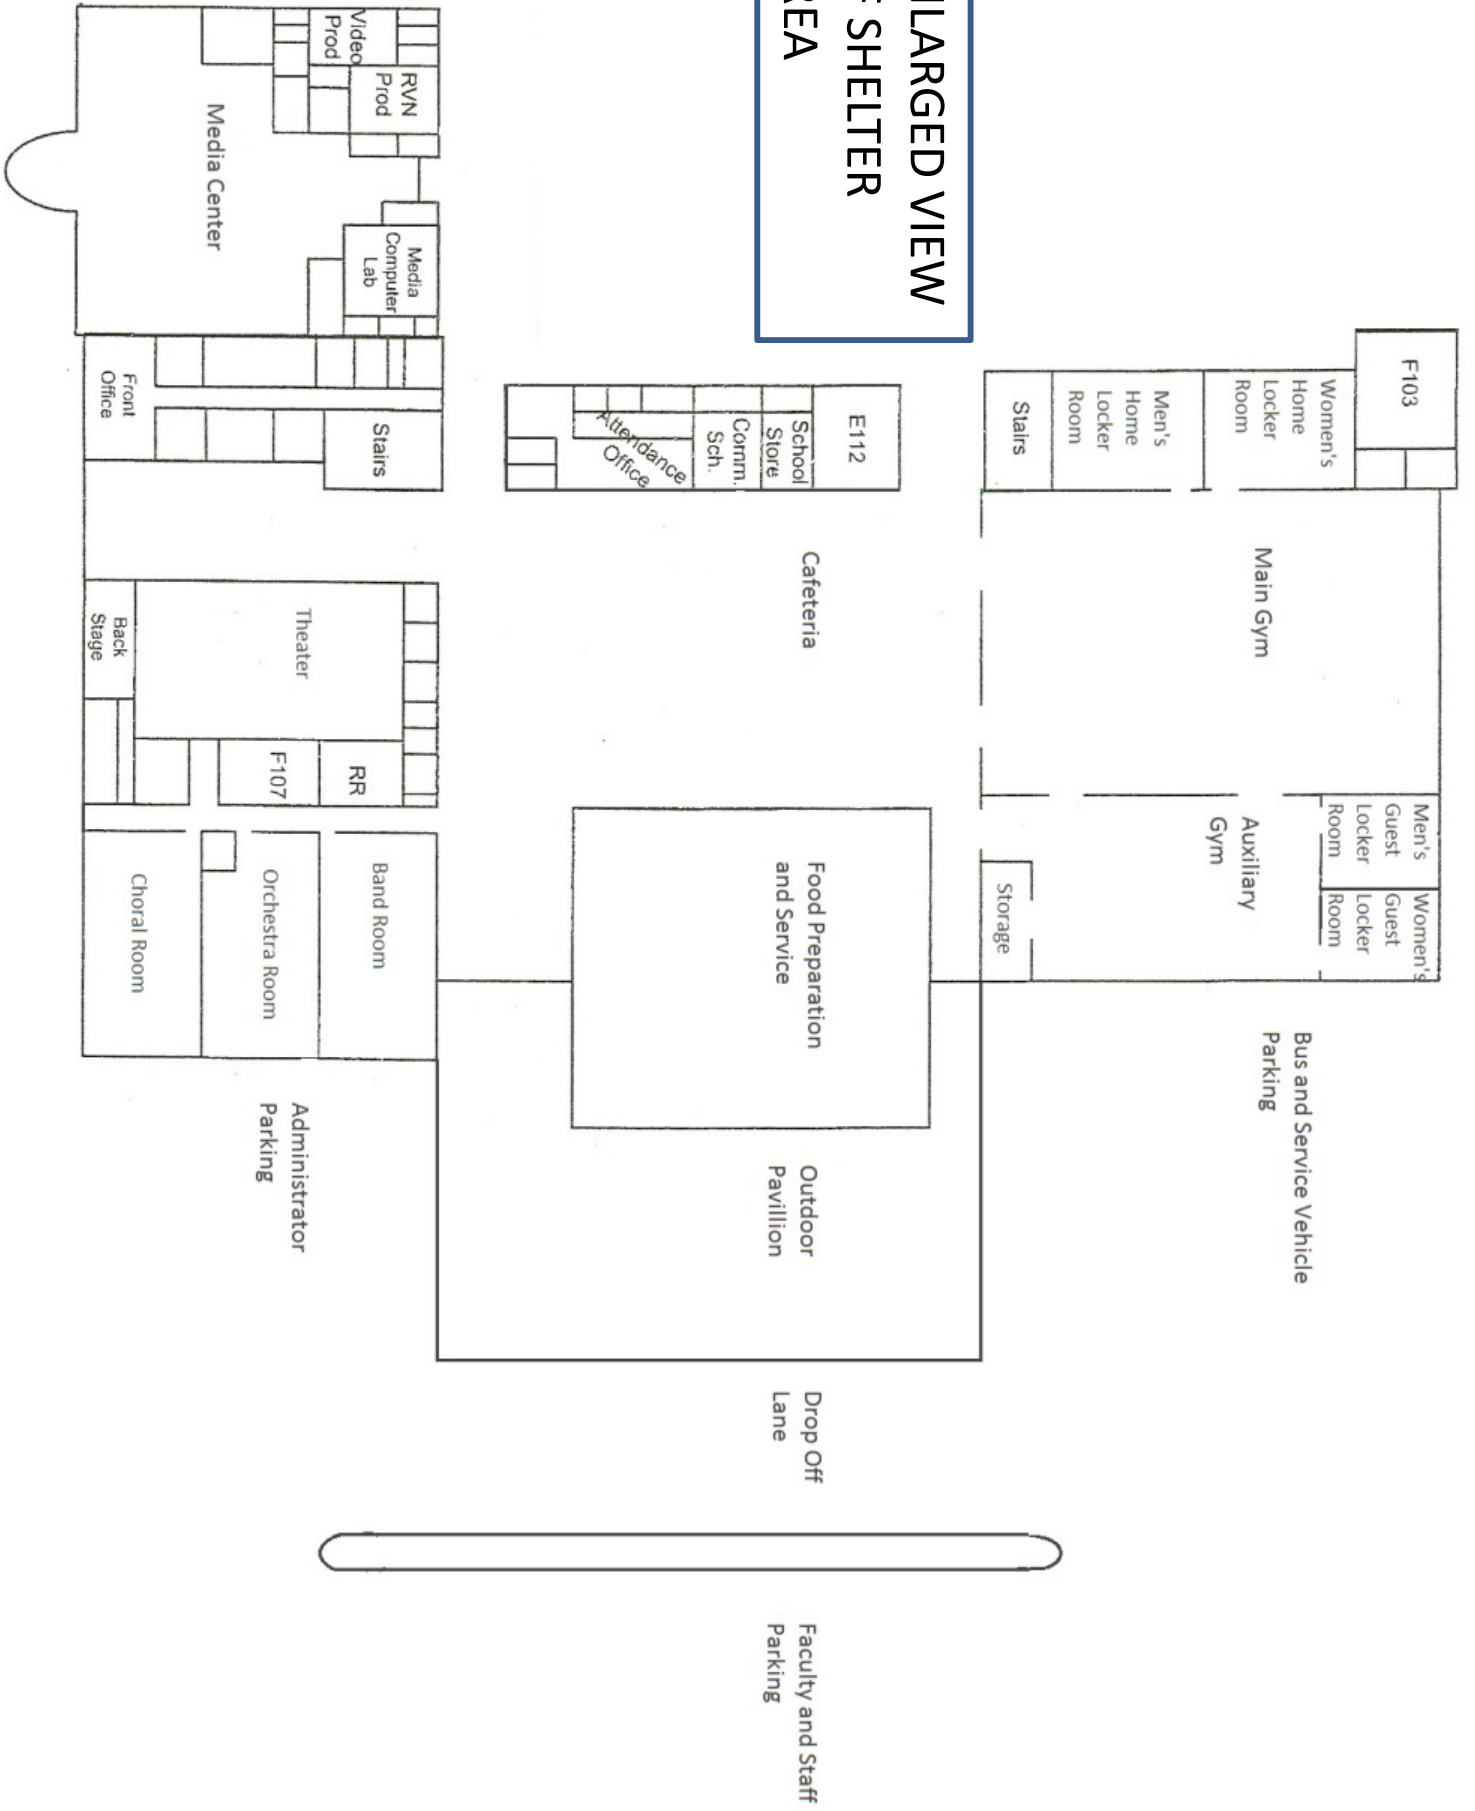 NLARGED VIEW
F SHELTER
REA
F103
Women's
Home
Locker
Room
Men's
Home
Locker
Room
Stairs
Main Gym
Men's
Guest
Locker
Room
Women's
Guest
Locker
Room
Auxiliary
Gym
Storage
Bus and Service Vehicle
Parking
E112
School
Store
Comm.
Sch.
Attendance
Office
Cafeteria
Food Preparation
and Service
Outdoor
Pavillion
Drop Off
Lane
Faculty and Staff
Parking
Video
Prod
RVN
Prod
Media
Computer
Lab
Media Center
Stairs
Front
Office
Theater
Back
Stage
RR
F107
Band Room
Orchestra Room
Choral Room
Administrator
Parking